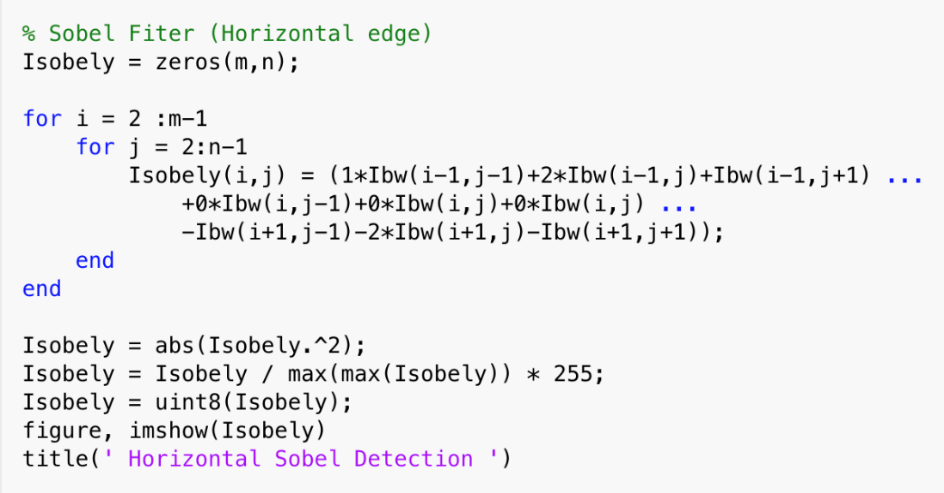 % Sobel Fiter (Horizontal edge)
Isobely = zeros(m,n);
for i = 2 :m-1
for j = 2:n-1
Isobely(i,j) = (1*Ibw(i-1,j-1)+2*Ibw(i-1,j)+Ibw(i-1,j+1) ...
+0*Ibw(i,j-1)+0*Ibw(i,j)+0*Ibw(i,j) ...
-Ibw(i+1,j-1)-2*Ibw(i+1,j)-Ibw(i+1,j+1));
end
end
Isobely = abs(Isobely.^2);
Isobely = Isobely / max(max(Isobely)) * 255;
Isobely = uint8(Isobely);
figure, imshow(Isobely)
title(' Horizontal Sobel Detection ')